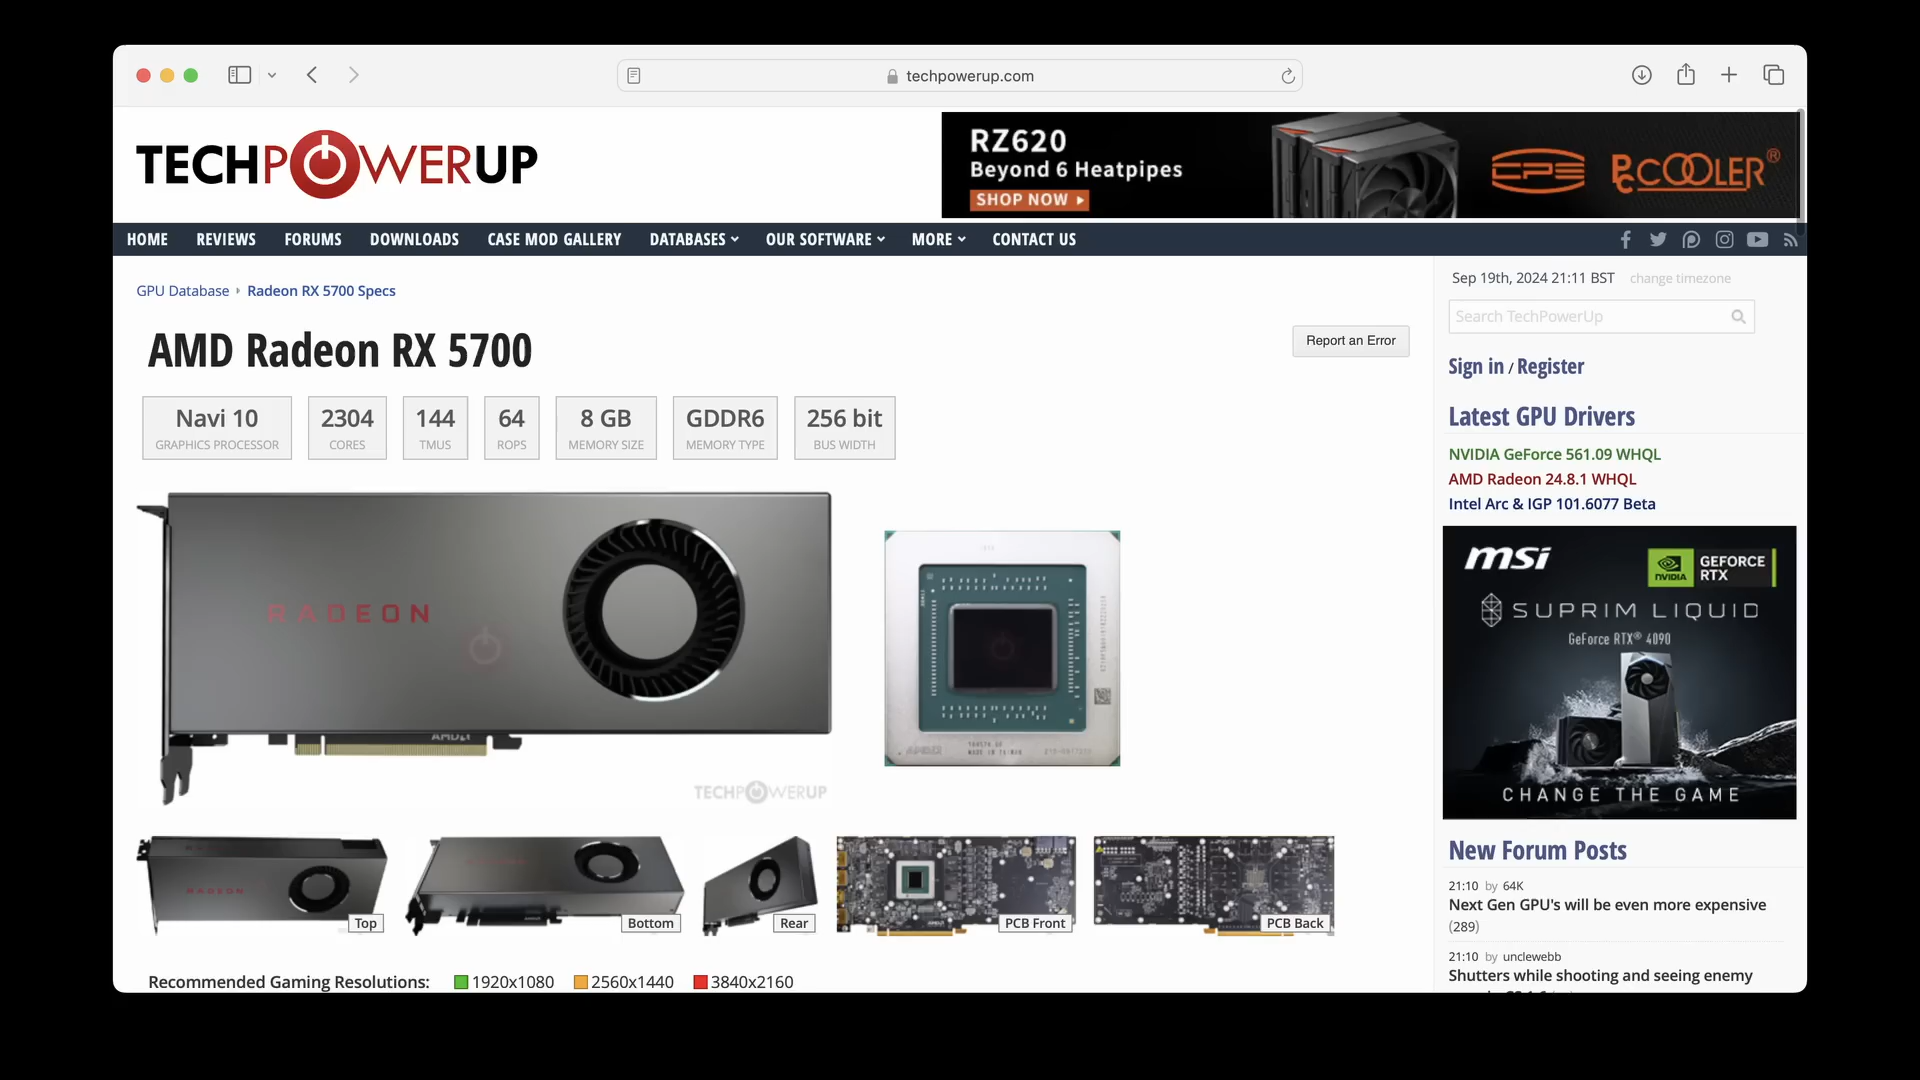 techpowerup.com
TECHPOWERUP
RZ620
Beyond 6 Heatpipes
SHOP NOW
CPS
PCCOOLER®
HOME REVIEWS FORUMS DOWNLOADS CASE MOD GALLERY DATABASES OUR SOFTWARE MORE CONTACT US
GPU Database Radeon RX 5700 Specs
Sep 19th, 2024 21:11 BST change timezone
Search TechPowerUp
AMD Radeon RX 5700
Report an Error
Sign in / Register
Navi 10 2304 144 64 8 GB GDDR6 256 bit
GRAPHICS PROCESSOR CORES TMUS ROPS MEMORY SIZE MEMORY TYPE BUS WIDTH
Latest GPU Drivers
NVIDIA GeForce 561.09 WHQL
AMD Radeon 24.8.1 WHQL
Intel Arc & IGP 101.6077 Beta
RADEON
TECHPOWERUP
msi
NVIDIA
GEFORCE
RTX
SUPRIM LIQUID
GeForce RTX® 4090
CHANGE THE GAME
RADEON
Top
Bottom
Rear
PCB Front
PCB Back
New Forum Posts
21:10 by 64K
Next Gen GPU's will be even more expensive
(289)
21:10 by unclewebb
Shutters while shooting and seeing enemy
Recommended Gaming Resolutions: 1920x1080 2560x1440 3840x2160